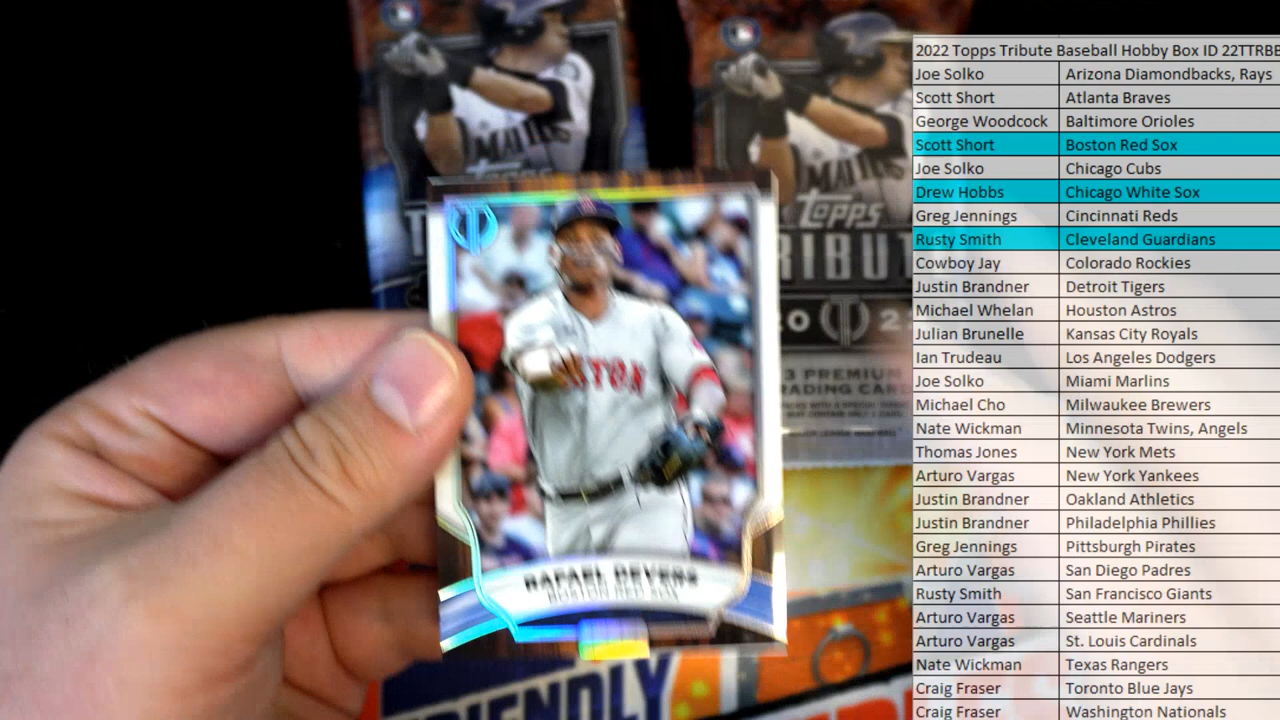 2022 Topps Tribute Baseball Hobby Box ID 22TTRBB
Joe Solko Arizona Diamondbacks, Rays
Scott Short Atlanta Braves
George Woodcock Baltimore Orioles
Scott Short Boston Red Sox
Joe Solko Chicago Cubs
Drew Hobbs Chicago White Sox
Greg Jennings Cincinnati Reds
Rusty Smith Cleveland Guardians
Cowboy Jay Colorado Rockies
Justin Brandner Detroit Tigers
Michael Whelan Houston Astros
Julian Brunelle Kansas City Royals
Ian Trudeau Los Angeles Dodgers
Joe Solko Miami Marlins
Michael Cho Milwaukee Brewers
Nate Wickman Minnesota Twins, Angels
Thomas Jones New York Mets
Arturo Vargas New York Yankees
Justin Brandner Oakland Athletics
Justin Brandner Philadelphia Phillies
Greg Jennings Pittsburgh Pirates
Arturo Vargas San Diego Padres
Rusty Smith San Francisco Giants
Arturo Vargas Seattle Mariners
Arturo Vargas St. Louis Cardinals
Nate Wickman Texas Rangers
Craig Fraser Toronto Blue Jays
Craig Fraser Washington Nationals
TOPPS
RIBU
3 PREMIUM
RADING CAR
RAFAEL DEVERS
BOSTON RED SOX
IENDLY